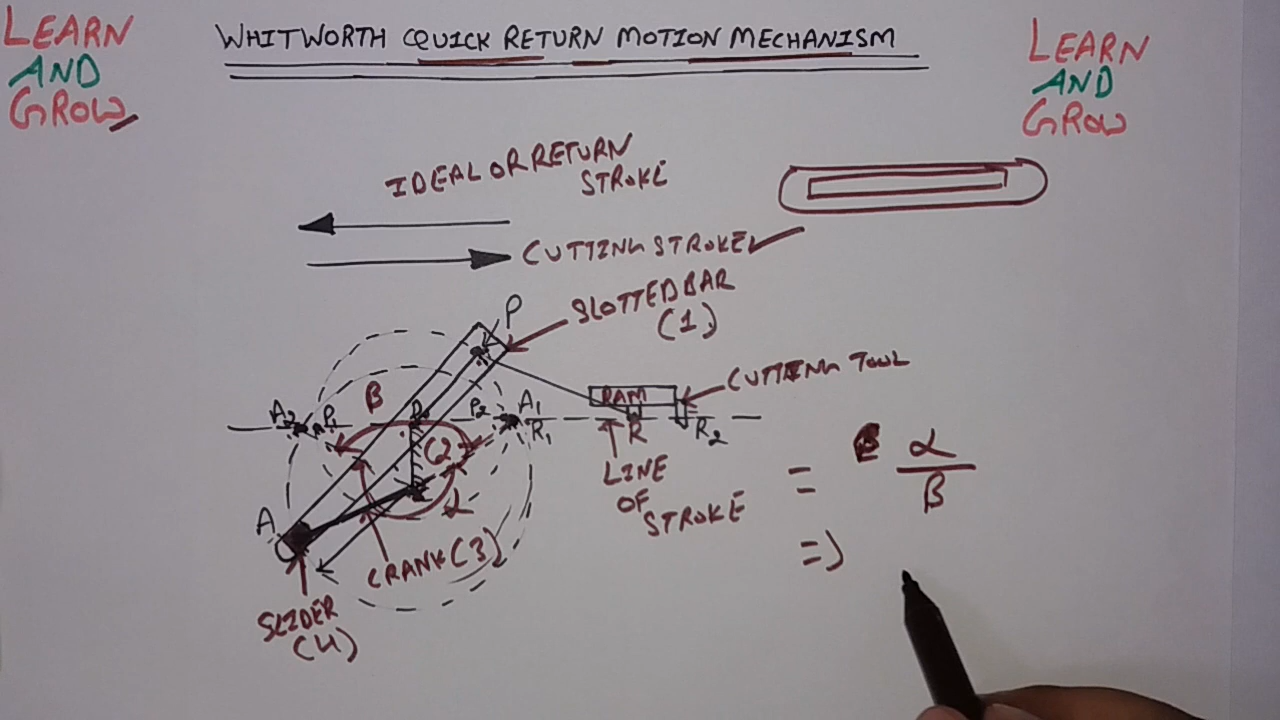 LEARN
AND
GROW
WHITWORTH QUICK RETURN MOTION MECHANISM
LEARN
AND
GROW
IDEAL OR RETURN
STROKE
CUTTING STROKE
SLOTTED BAR
(1)
P
CUTTING TOOL
RAM
B
A2
P1
P2
A1
R1
R
R2
(2)
α
LINE
OF
STROKE
A
CRANK (3)
SLIDER
(4)
= α
β
=>